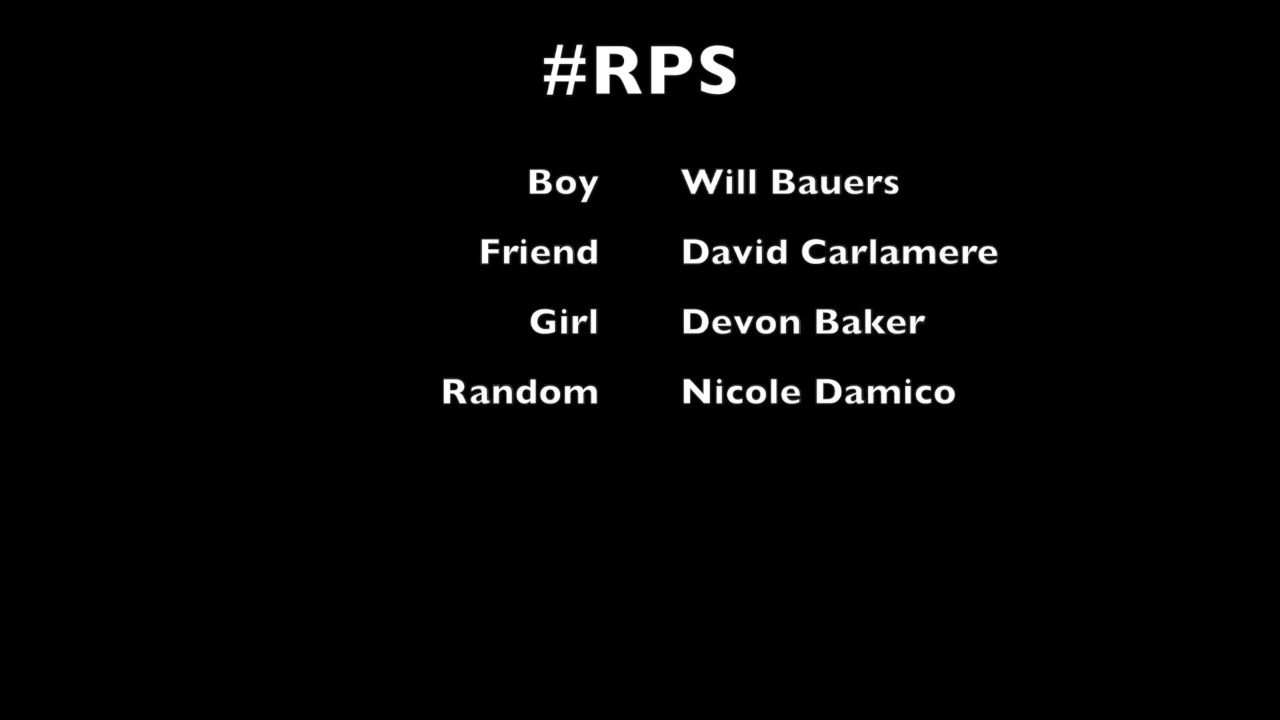 #RPS
Boy Will Bauers
Friend David Carlamere
Girl Devon Baker
Random Nicole Damico